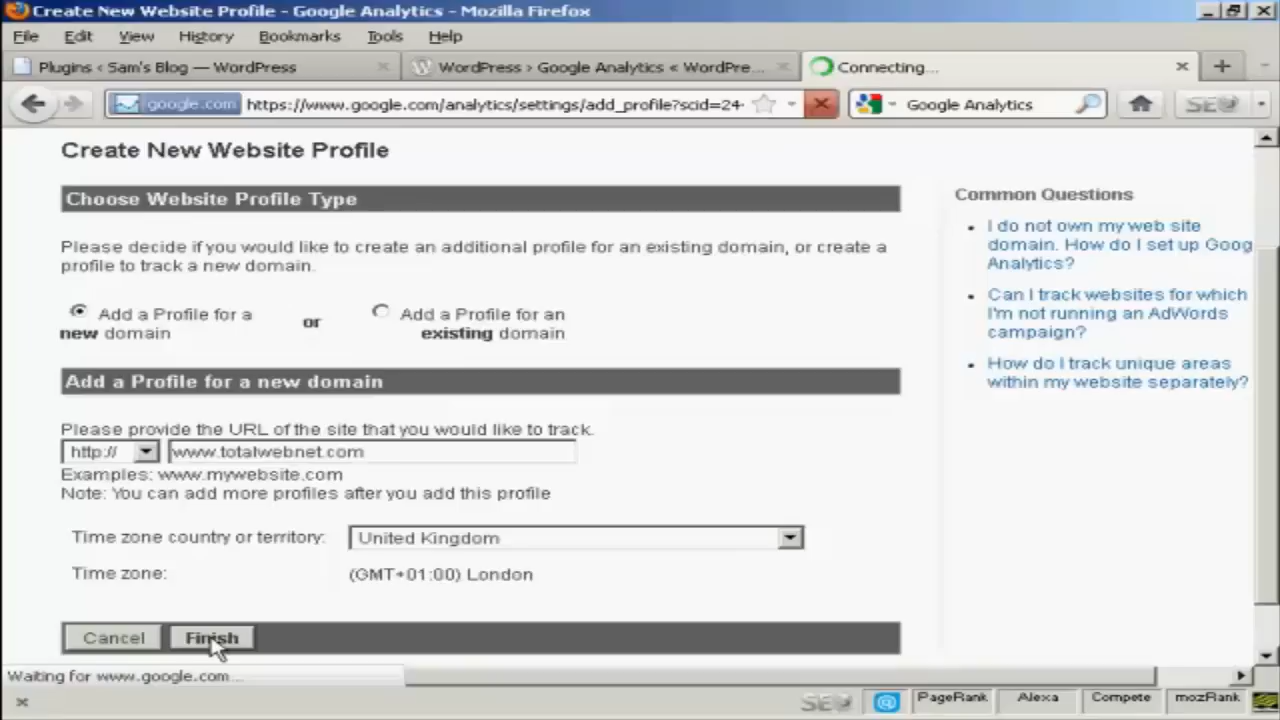 Create New Website Profile - Google Analytics - Mozilla Firefox
File Edit View History Bookmarks Tools Help
Plugins ‹ Sam's Blog — WordPress
WordPress › Google Analytics « WordPre...
Connecting...
google.com https://www.google.com/analytics/settings/add_profile?scid=24
Google Analytics
Create New Website Profile
Choose Website Profile Type
Please decide if you would like to create an additional profile for an existing domain, or create a
profile to track a new domain.
Add a Profile for a
new domain
or
Add a Profile for an
existing domain
Add a Profile for a new domain
Please provide the URL of the site that you would like to track.
http:// www.totalwebnet.com
Examples: www.mywebsite.com
Note: You can add more profiles after you add this profile
Time zone country or territory: United Kingdom
Time zone: (GMT+01:00) London
Cancel Finish
Common Questions
I do not own my web site
domain. How do I set up Goog
Analytics?
Can I track websites for which
I'm not running an AdWords
campaign?
How do I track unique areas
within my website separately?
Waiting for www.google.com...
PageRank Alexa Compete mozRank